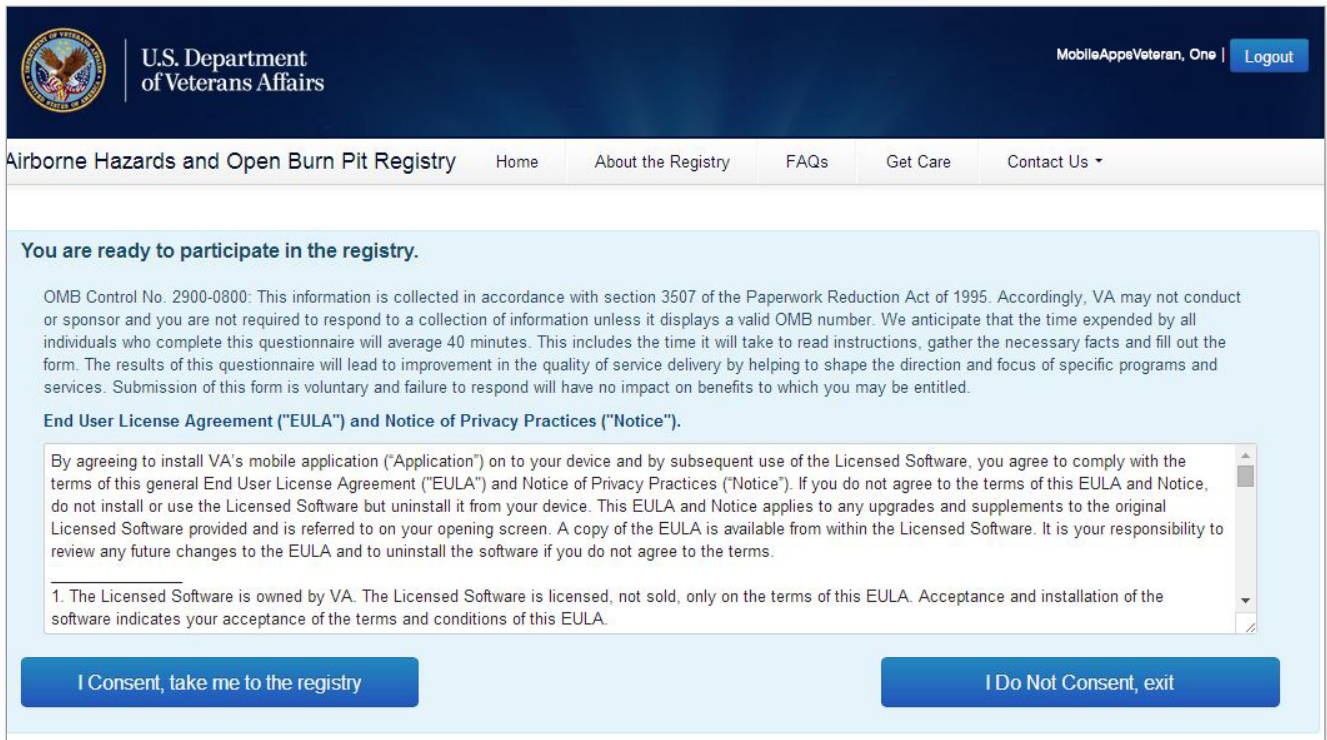 U.S. Department
of Veterans Affairs
MobileAppsVeteran, One |
Logout
Airborne Hazards and Open Burn Pit Registry
Home
About the Registry
FAQs
Get Care
Contact Us
You are ready to participate in the registry.
OMB Control No. 2900-0800: This information is collected in accordance with section 3507 of the Paperwork Reduction Act of 1995. Accordingly, VA may not conduct
or sponsor and you are not required to respond to a collection of information unless it displays a valid OMB number. We anticipate that the time expended by all
individuals who complete this questionnaire will average 40 minutes. This includes the time it will take to read instructions, gather the necessary facts and fill out the
form. The results of this questionnaire will lead to improvement in the quality of service delivery by helping to shape the direction and focus of specific programs and
services. Submission of this form is voluntary and failure to respond will have no impact on benefits to which you may be entitled.
End User License Agreement ("EULA") and Notice of Privacy Practices ("Notice").
By agreeing to install VA's mobile application (“Application”) on to your device and by subsequent use of the Licensed Software, you agree to comply with the
terms of this general End User License Agreement ("EULA") and Notice of Privacy Practices (“Notice”). If you do not agree to the terms of this EULA and Notice,
do not install or use the Licensed Software but uninstall it from your device. This EULA and Notice applies to any upgrades and supplements to the original
Licensed Software provided and is referred to on your opening screen. A copy of the EULA is available from within the Licensed Software. It is your responsibility to
review any future changes to the EULA and to uninstall the software if you do not agree to the terms.
1. The Licensed Software is owned by VA. The Licensed Software is licensed, not sold, only on the terms of this EULA. Acceptance and installation of the
software indicates your acceptance of the terms and conditions of this EULA.
I Consent, take me to the registry
I Do Not Consent, exit